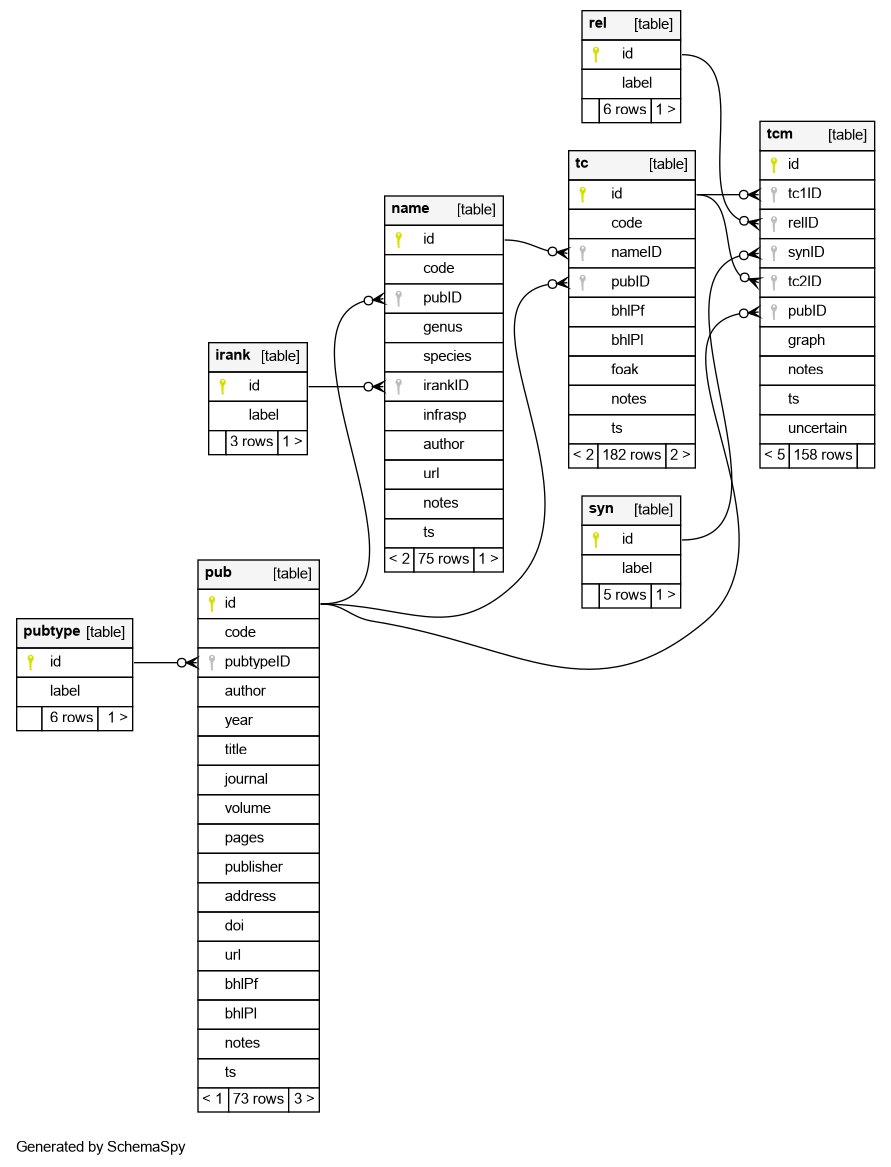 rel [table]
id
label
6 rows 1 >
tcm [table]
id
tc1ID
relID
synID
tc2ID
pubID
graph
notes
ts
uncertain
< 5 158 rows
tc [table]
id
code
nameID
pubID
bhlPf
bhlPl
foak
notes
ts
< 2 182 rows 2 >
name [table]
id
code
pubID
genus
species
irankID
infrasp
author
url
notes
ts
< 2 75 rows 1 >
irank [table]
id
label
3 rows 1 >
syn [table]
id
label
5 rows 1 >
pub [table]
id
code
pubtypeID
author
year
title
journal
volume
pages
publisher
address
doi
url
bhlPf
bhlPl
notes
ts
< 1 73 rows 3 >
pubtype [table]
id
label
6 rows 1 >
Generated by SchemaSpy